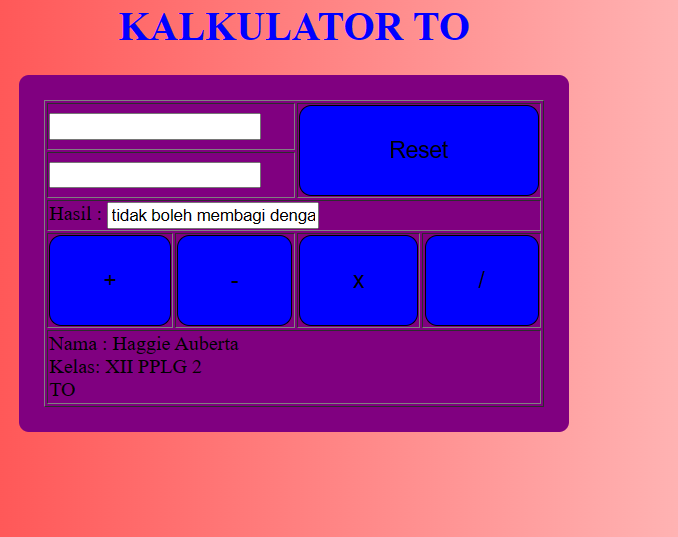 KALKULATOR TO
Reset
Hasil : tidak boleh membagi denga
+ - x /
Nama : Haggie Auberta
Kelas: XII PPLG 2
TO